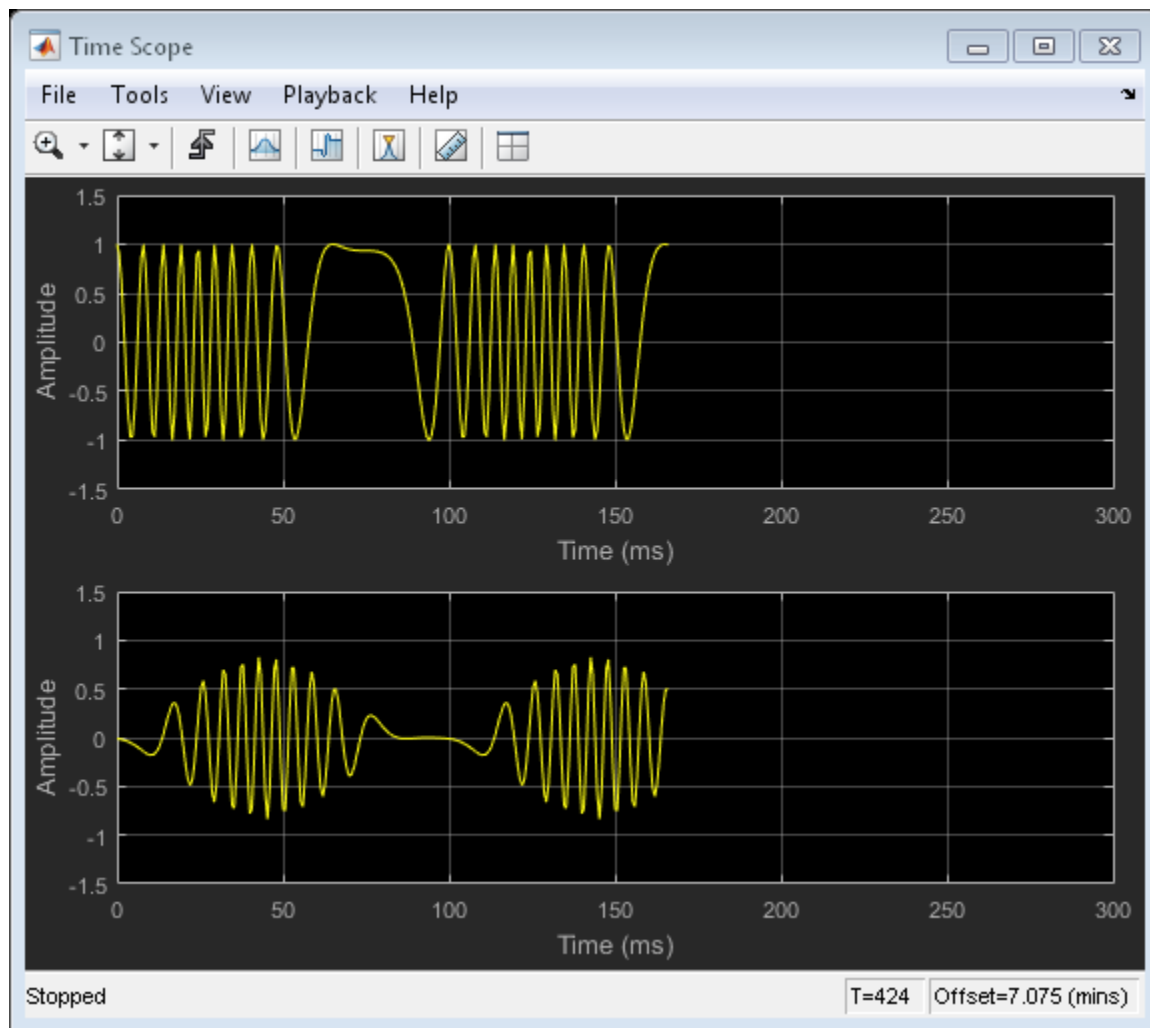 Time Scope
File Tools View Playback Help
1.5
1
0.5
0
-0.5
-1
-1.5
Amplitude
0 50 100 150 200 250 300
Time (ms)
1.5
1
0.5
0
-0.5
-1
-1.5
Amplitude
0 50 100 150 200 250 300
Time (ms)
Stopped T=424 Offset=7.075 (mins)